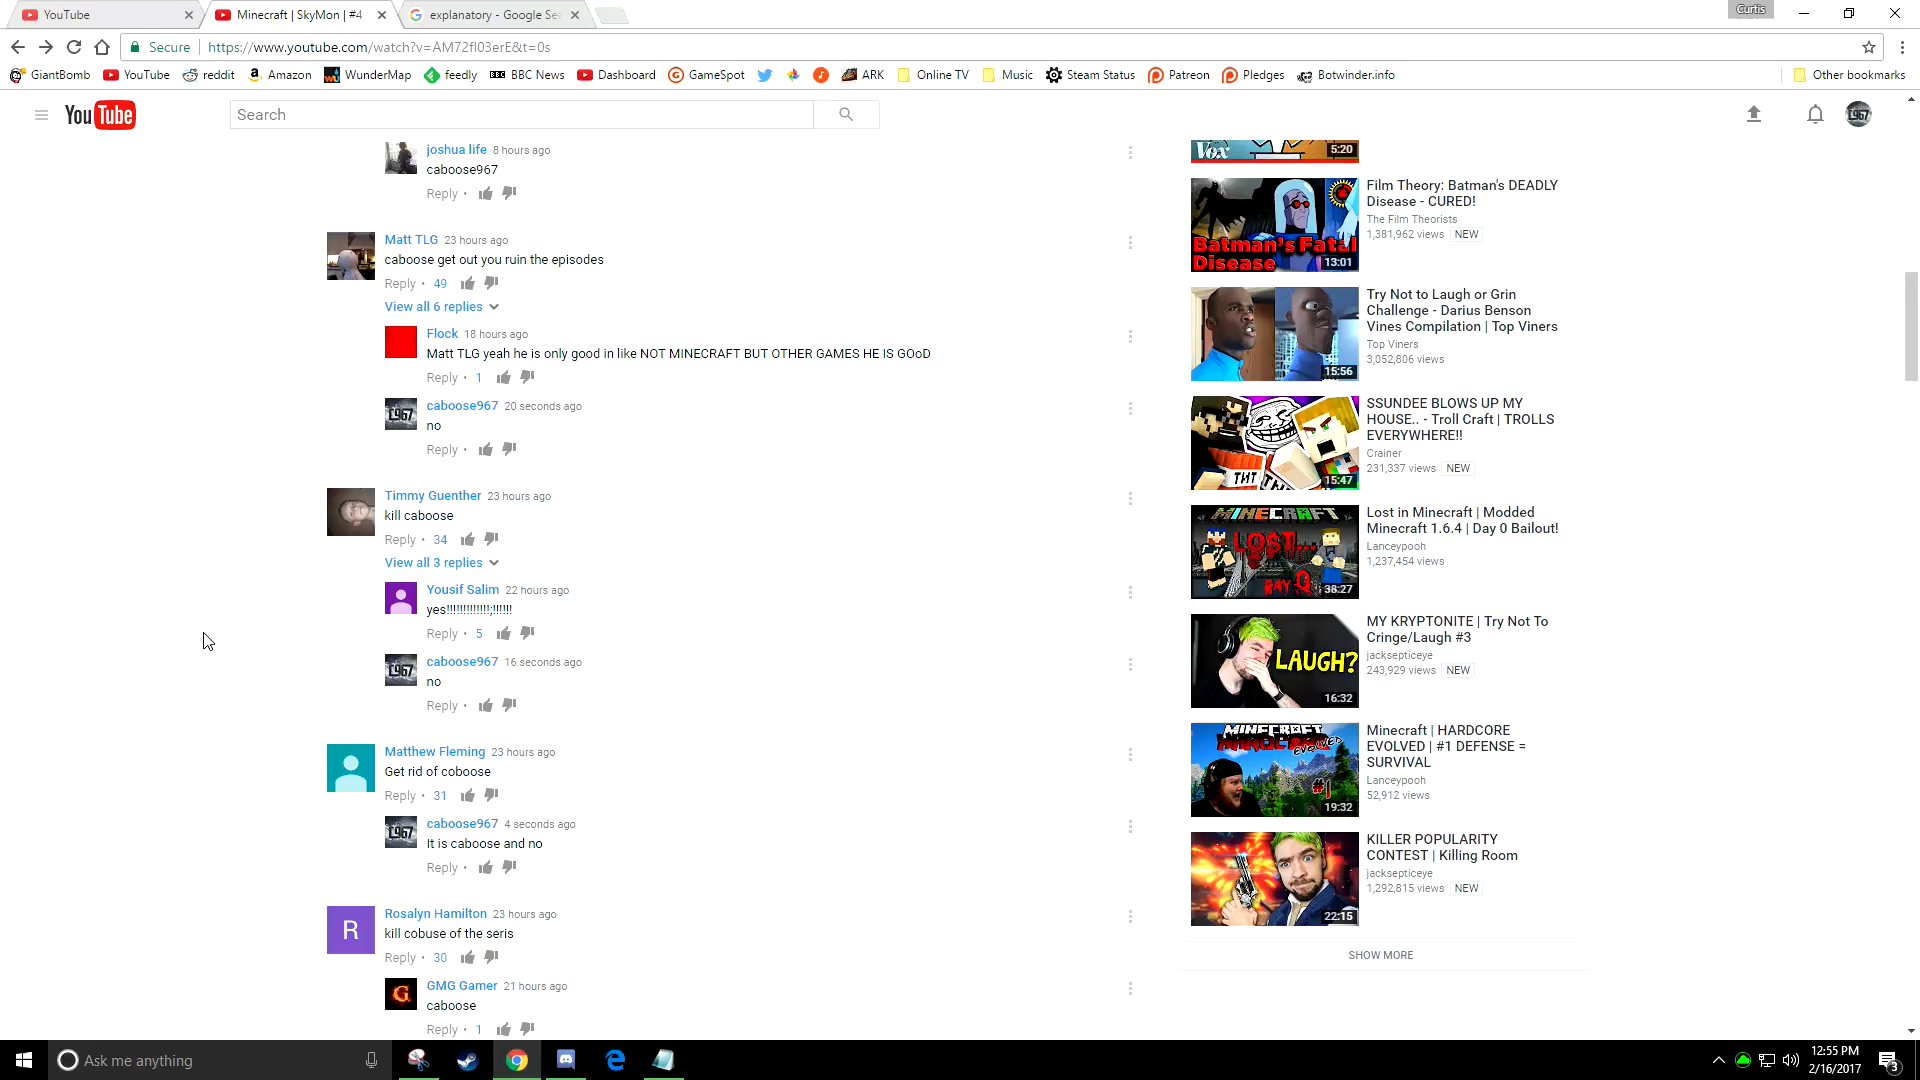 YouTube
Minecraft | SkyMon | #4
explanatory - Google Se
Curtis
Secure
https://www.youtube.com/watch?v=AM72fI03erE&t=0s
GiantBomb
YouTube
reddit
Amazon
WunderMap
feedly
BBC News
Dashboard
GameSpot
ARK
Online TV
Music
Steam Status
Patreon
Pledges
Botwinder.info
Other bookmarks
YouTube
Search
joshua life 8 hours ago
caboose967
Reply •
Matt TLG 23 hours ago
caboose get out you ruin the episodes
Reply • 49
View all 6 replies
Flock 18 hours ago
Matt TLG yeah he is only good in like NOT MINECRAFT BUT OTHER GAMES HE IS GOoD
Reply • 1
caboose967 20 seconds ago
no
Reply •
Timmy Guenther 23 hours ago
kill caboose
Reply • 34
View all 3 replies
Yousif Salim 22 hours ago
yes!!!!!!!!!!!!!;!!!!!!
Reply • 5
caboose967 16 seconds ago
no
Reply •
Matthew Fleming 23 hours ago
Get rid of coboose
Reply • 31
caboose967 4 seconds ago
It is caboose and no
Reply •
R
Rosalyn Hamilton 23 hours ago
kill cobuse of the seris
Reply • 30
G
GMG Gamer 21 hours ago
caboose
Reply • 1
Vox
5:20
Batman's Fatal
Disease
13:01
Film Theory: Batman's DEADLY
Disease - CURED!
The Film Theorists
1,381,962 views NEW
15:56
Try Not to Laugh or Grin
Challenge - Darius Benson
Vines Compilation | Top Viners
Top Viners
3,052,806 views
TNT
15:47
SSUNDEE BLOWS UP MY
HOUSE.. - Troll Craft | TROLLS
EVERYWHERE!!
Crainer
231,337 views NEW
MINECRAFT
LOST...
DAY 0
38:27
Lost in Minecraft | Modded
Minecraft 1.6.4 | Day 0 Bailout!
Lanceypooh
1,237,454 views
LAUGH?
16:32
MY KRYPTONITE | Try Not To
Cringe/Laugh #3
jacksepticeye
243,929 views NEW
MINECRAFT
HARDCORE
EVOLVED
#1
19:32
Minecraft | HARDCORE
EVOLVED | #1 DEFENSE =
SURVIVAL
Lanceypooh
52,912 views
22:15
KILLER POPULARITY
CONTEST | Killing Room
jacksepticeye
1,292,815 views NEW
SHOW MORE
Ask me anything
12:55 PM
2/16/2017
3